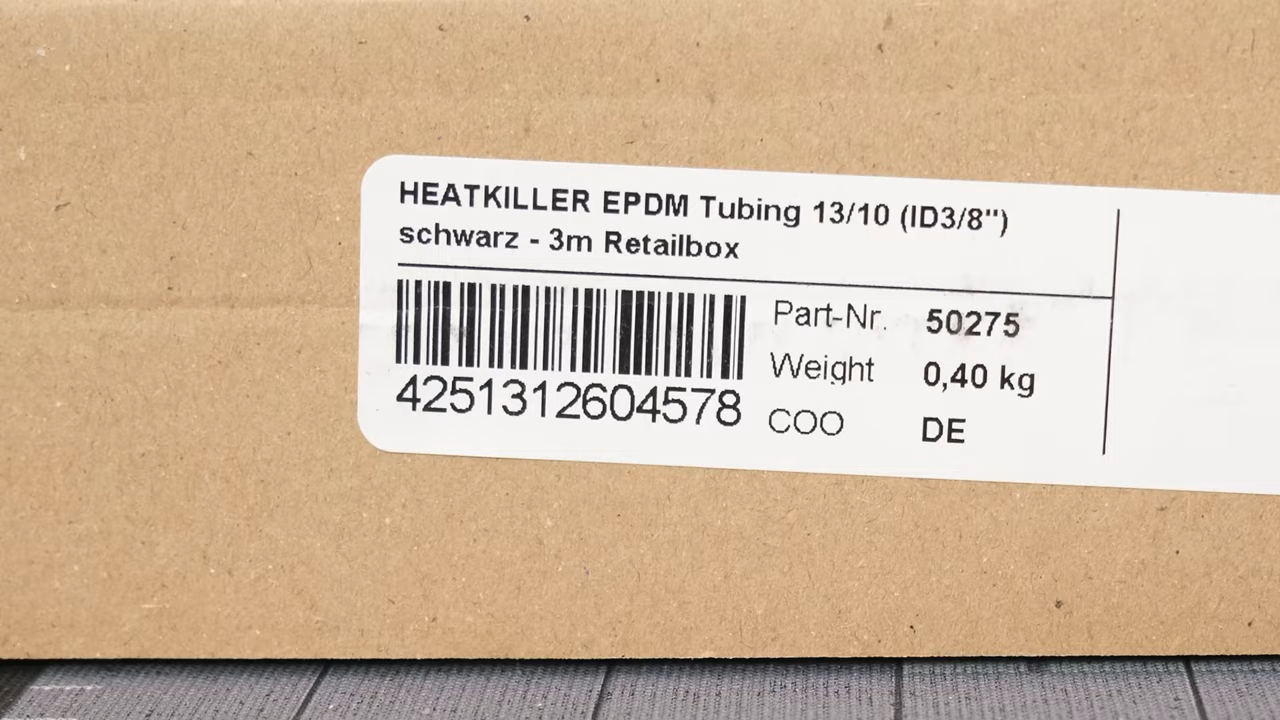 HEATKILLER EPDM Tubing 13/10 (ID3/8")
schwarz - 3m Retailbox
Part-Nr. 50275
Weight 0,40 kg
COO DE
4251312604578